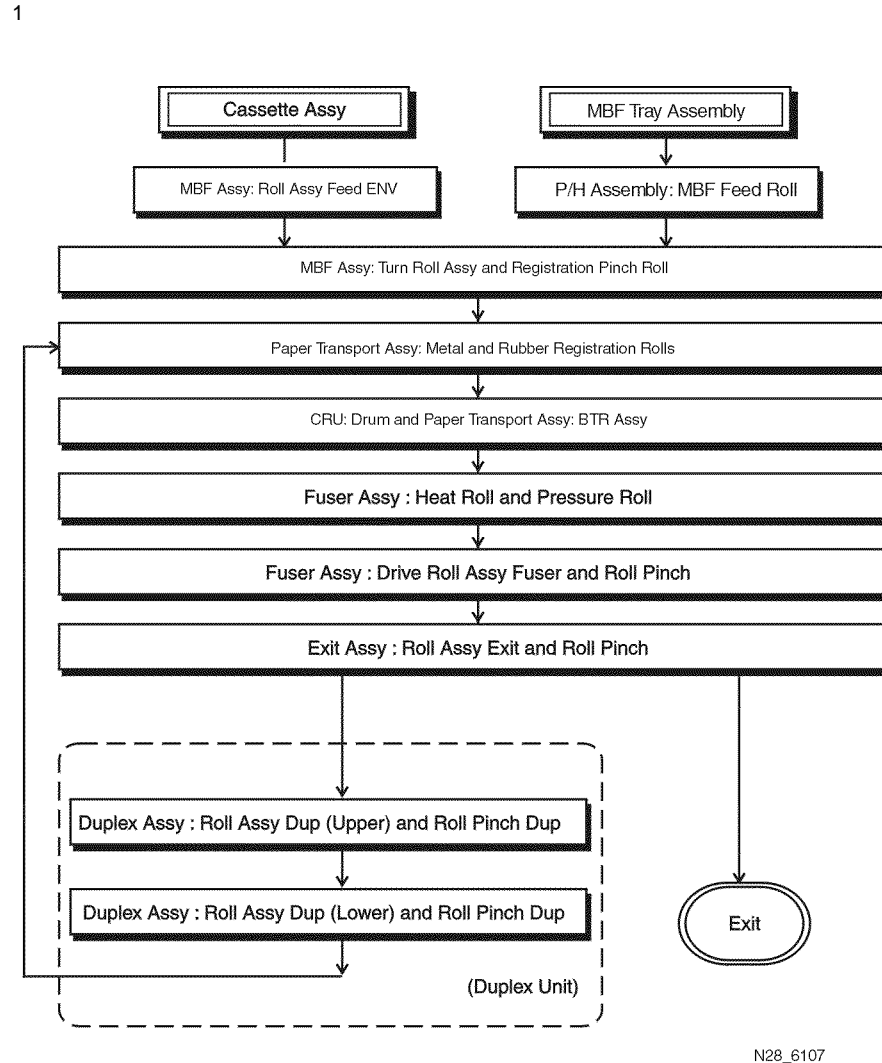 1
Cassette Assy
MBF Tray Assembly
MBF Assy: Roll Assy Feed ENV
P/H Assembly: MBF Feed Roll
MBF Assy: Turn Roll Assy and Registration Pinch Roll
Paper Transport Assy: Metal and Rubber Registration Rolls
CRU: Drum and Paper Transport Assy: BTR Assy
Fuser Assy : Heat Roll and Pressure Roll
Fuser Assy : Drive Roll Assy Fuser and Roll Pinch
Exit Assy : Roll Assy Exit and Roll Pinch
Duplex Assy : Roll Assy Dup (Upper) and Roll Pinch Dup
Duplex Assy : Roll Assy Dup (Lower) and Roll Pinch Dup
Exit
(Duplex Unit)
N28_6107